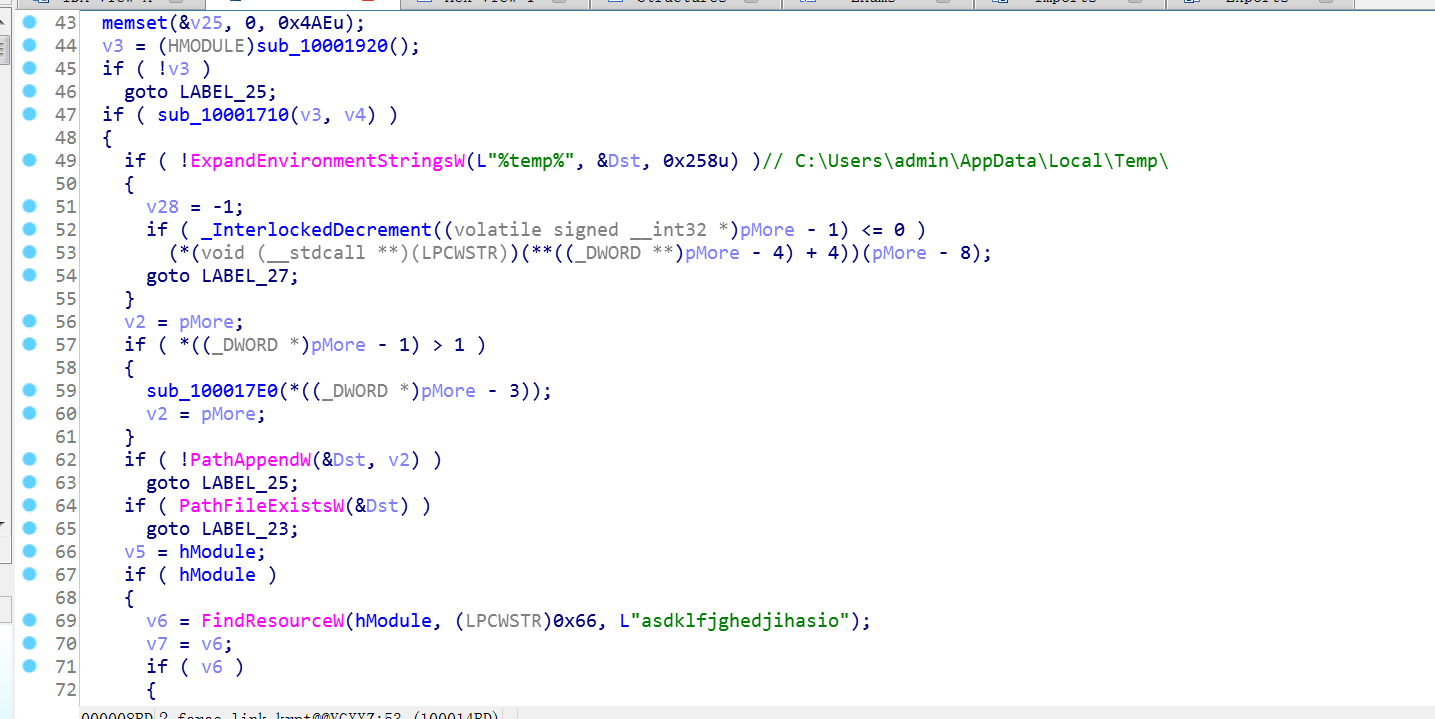 43 memset(&v25, 0, 0x4AEu);
44 v3 = (HMODULE)sub_10001920();
45 if ( !v3 )
46 goto LABEL_25;
47 if ( sub_10001710(v3, v4) )
48 {
49 if ( !ExpandEnvironmentStringsW(L"%temp%", &Dst, 0x258u) )// C:\Users\admin\AppData\Local\Temp\
50 {
51 v28 = -1;
52 if ( _InterlockedDecrement((volatile signed __int32 *)pMore - 1) <= 0 )
53 (*(void (__stdcall **)(LPCWSTR))(**((_DWORD **)pMore - 4) + 4))(pMore - 8);
54 goto LABEL_27;
55 }
56 v2 = pMore;
57 if ( *((_DWORD *)pMore - 1) > 1 )
58 {
59 sub_100017E0(*((_DWORD *)pMore - 3));
60 v2 = pMore;
61 }
62 if ( !PathAppendW(&Dst, v2) )
63 goto LABEL_25;
64 if ( PathFileExistsW(&Dst) )
65 goto LABEL_23;
66 v5 = hModule;
67 if ( hModule )
68 {
69 v6 = FindResourceW(hModule, (LPCWSTR)0x66, L"asdklfjghedjihasio");
70 v7 = v6;
71 if ( v6 )
72 {